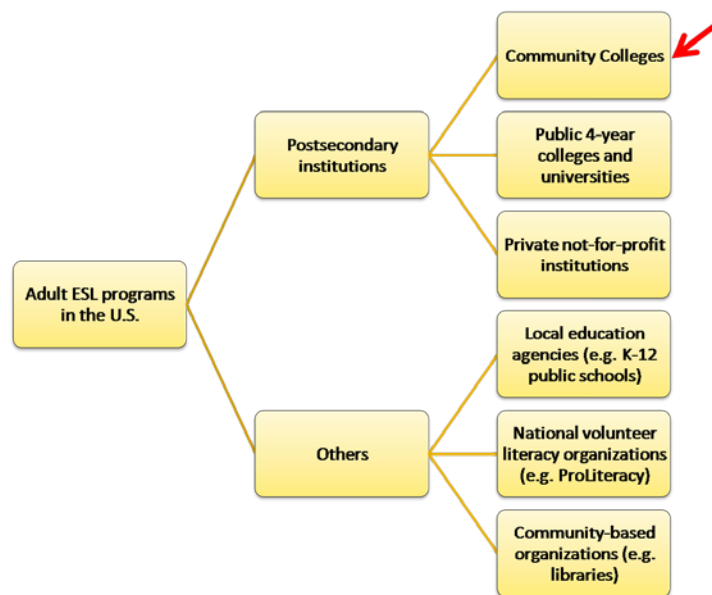 Community Colleges
Postsecondary
institutions
Public 4-year
colleges and
universities
Private not-for-profit
institutions
Adult ESL programs
in the U.S.
Local education
agencies (e.g. K-12
public schools)
Others
National volunteer
literacy organizations
(e.g. ProLiteracy)
Community-based
organizations (e.g.
libraries)